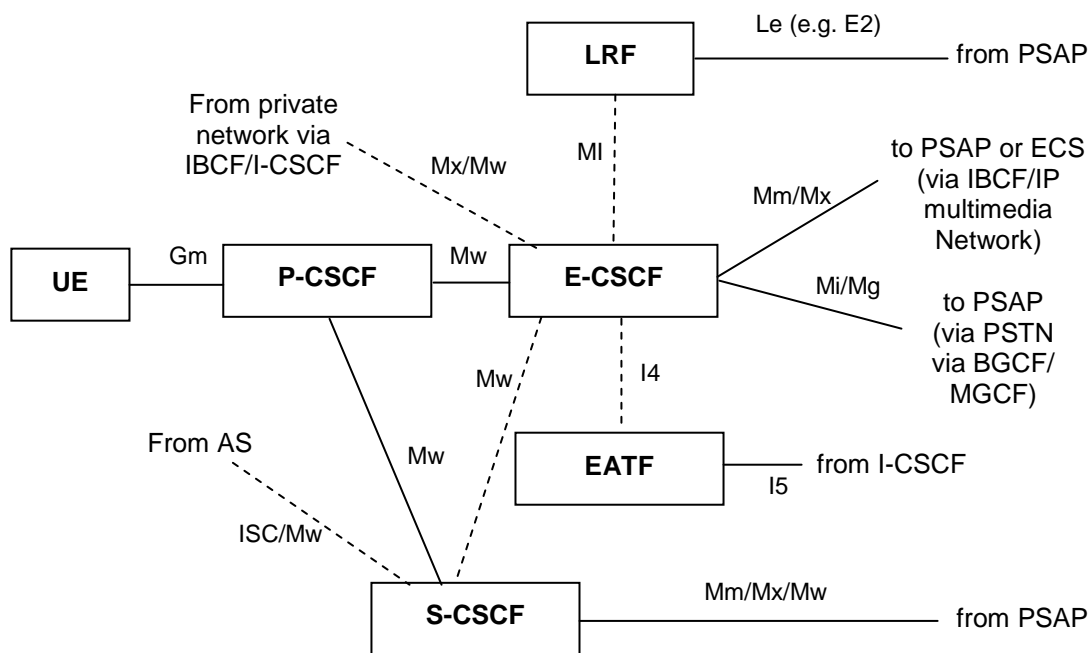 Le (e.g. E2)
LRF
from PSAP
From private
network via
IBCF/I-CSCF
Ml
Mx/Mw
to PSAP or ECS
(via IBCF/IP
multimedia
Network)
Mm/Mx
UE
Gm
P-CSCF
Mw
E-CSCF
Mi/Mg
to PSAP
(via PSTN
via BGCF/
MGCF)
Mw
I4
From AS
Mw
EATF
from I-CSCF
I5
ISC/Mw
S-CSCF
Mm/Mx/Mw
from PSAP